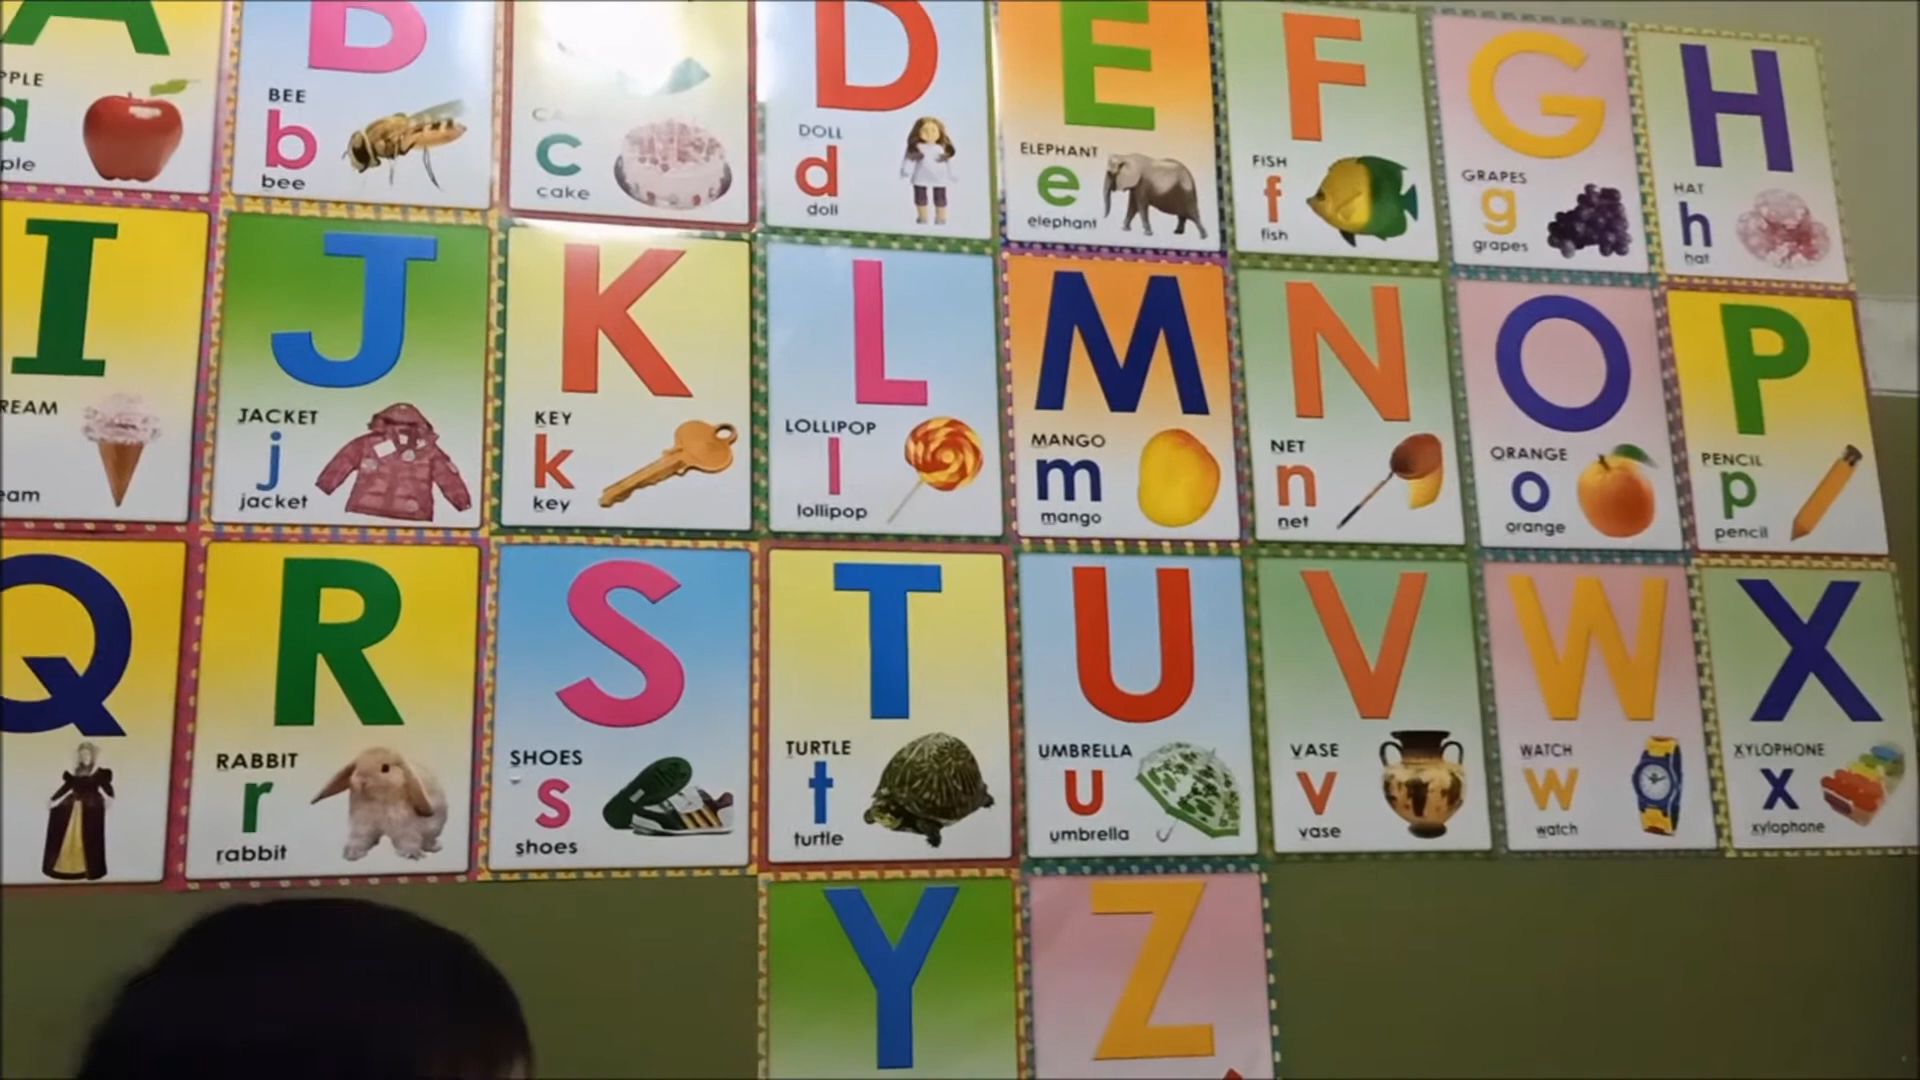 A
B
C
D
E
F
G
H
PPLE
a
ple
BEE
b
bee
c
cake
DOLL
d
doll
ELEPHANT
e
elephant
FISH
f
fish
GRAPES
g
grapes
HAT
h
hat
I
REAM
eam
J
JACKET
j
jacket
K
KEY
k
key
L
LOLLIPOP
l
lollipop
M
MANGO
m
mango
N
NET
n
net
O
ORANGE
o
orange
P
PENCIL
p
pencil
Q
R
RABBIT
r
rabbit
S
SHOES
s
shoes
T
TURTLE
t
turtle
U
UMBRELLA
u
umbrella
V
VASE
v
vase
W
WATCH
w
watch
X
XYLOPHONE
x
xylophone
Y
Z